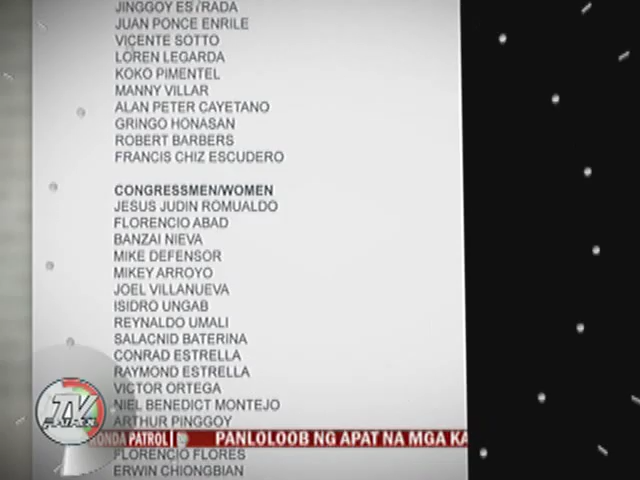 JINGGOY ESTRADA
JUAN PONCE ENRILE
VICENTE SOTTO
LOREN LEGARDA
KOKO PIMENTEL
MANNY VILLAR
ALAN PETER CAYETANO
GRINGO HONASAN
ROBERT BARBERS
FRANCIS CHIZ ESCUDERO
CONGRESSMEN/WOMEN
JESUS JUDIN ROMUALDO
FLORENCIO ABAD
BANZAI NIEVA
MIKE DEFENSOR
MIKEY ARROYO
JOEL VILLANUEVA
ISIDRO UNGAB
REYNALDO UMALI
SALACNID BATERINA
CONRAD ESTRELLA
RAYMOND ESTRELLA
VICTOR ORTEGA
NIEL BENEDICT MONTEJO
ARTHUR PINGGOY
TV
PATROL
RONDA PATROL
PANLOLOOB NG APAT NA MGA KA
FLORENCIO FLORES
ERWIN CHIONGBIAN